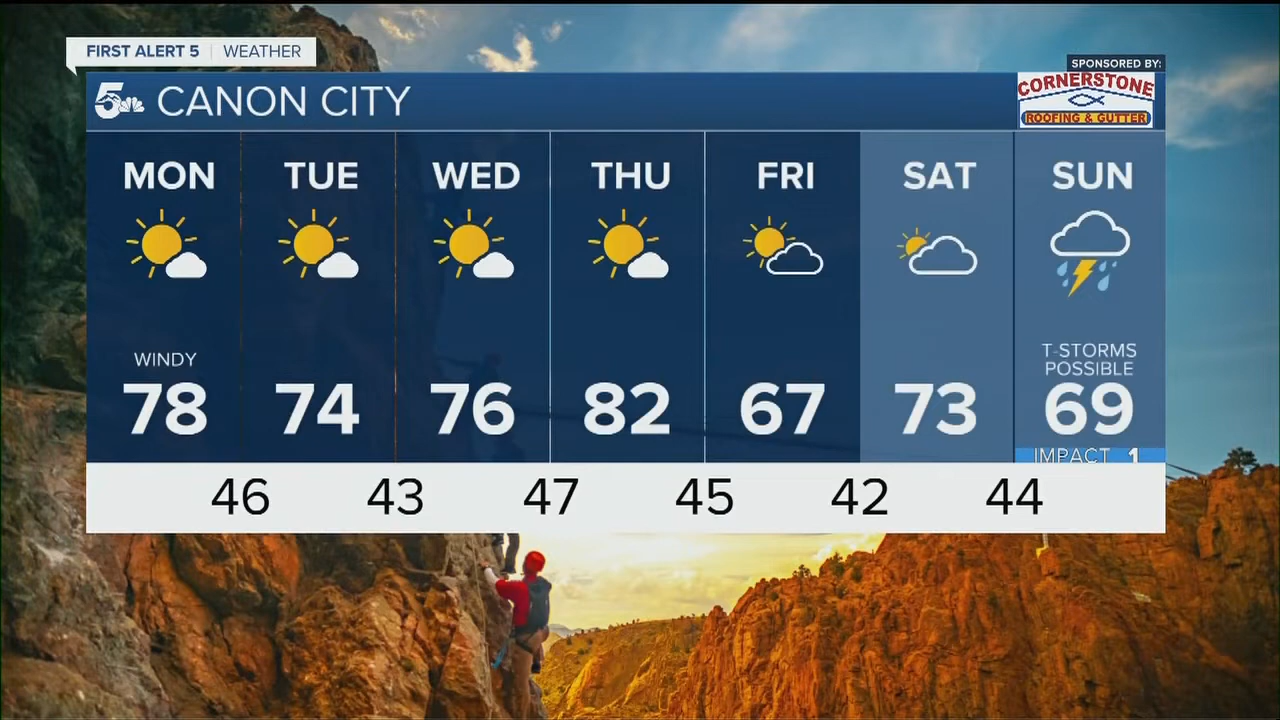 FIRST ALERT 5 | WEATHER
SPONSORED BY:
5 CANON CITY
CORNERSTONE
ROOFING & GUTTER
MON TUE WED THU FRI SAT SUN
WINDY
T-STORMS
POSSIBLE
78 74 76 82 67 73 69
IMPACT 1
46 43 47 45 42 44